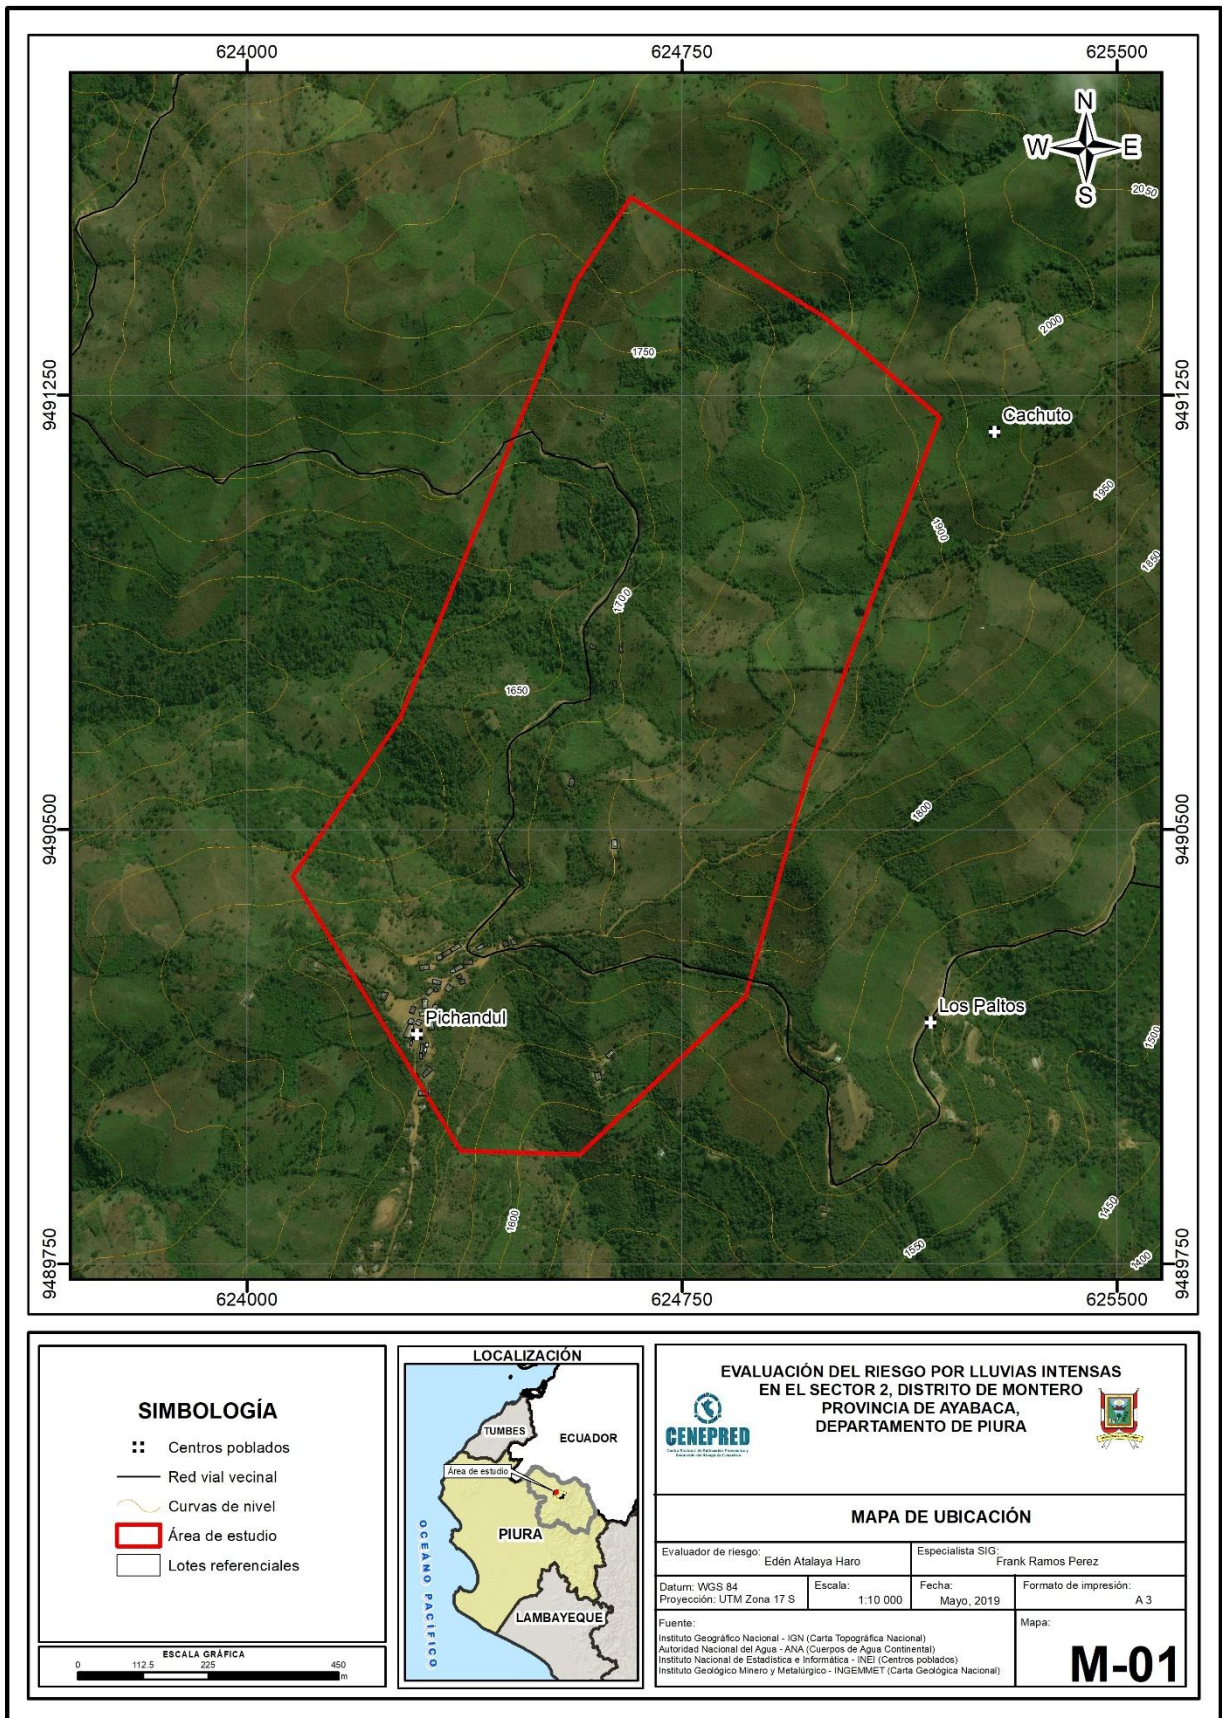 624000
624750
625500
N
W
E
S
2050
2000
1750
9491250
9491250
Cachuto
1950
1900
1850
1700
1650
1800
9490500
9490500
Pichandul
Los Paltos
1500
1600
1450
1550
1400
9489750
9489750
624000
624750
625500
SIMBOLOGÍA
Centros poblados
Red vial vecinal
Curvas de nivel
Área de estudio
Lotes referenciales
ESCALA GRÁFICA
0 112.5 225 450
m
LOCALIZACIÓN
TUMBES
ECUADOR
Área de estudio
PIURA
OCEÁNO PACÍFICO
LAMBAYEQUE
EVALUACIÓN DEL RIESGO POR LLUVIAS INTENSAS
EN EL SECTOR 2, DISTRITO DE MONTERO
PROVINCIA DE AYABACA,
DEPARTAMENTO DE PIURA
CENEPRED
MAPA DE UBICACIÓN
Evaluador de riesgo:
Edén Atalaya Haro
Especialista SIG:
Frank Ramos Perez
Datum: WGS 84
Proyección: UTM Zona 17 S
Escala:
1:10 000
Fecha:
Mayo, 2019
Formato de impresión:
A 3
Fuente:
Instituto Geográfico Nacional - IGN (Carta Topográfica Nacional)
Autoridad Nacional del Agua - ANA (Cuerpos de Agua Continental)
Instituto Nacional de Estadística e Informática - INEI (Centros poblados)
Instituto Geológico Minero y Metalúrgico - INGEMMET (Carta Geológica Nacional)
Mapa:
M-01